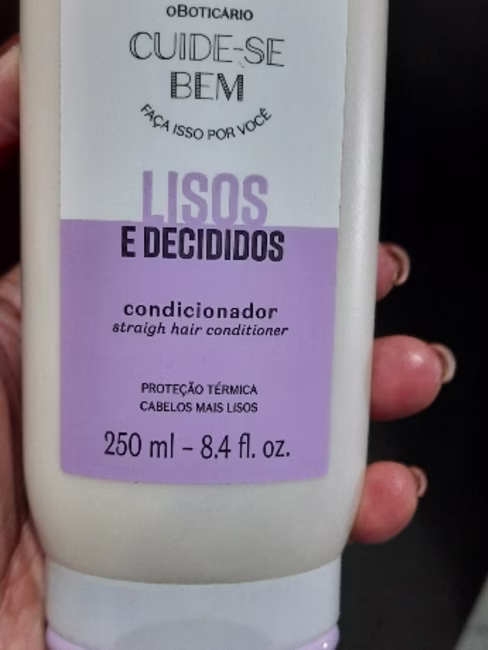 oBOTICÁRIO
CUIDE-SE
BEM
FAÇA ISSO POR VOCÊ
LISOS
E DECIDIDOS
condicionador
straigh hair conditioner
PROTEÇÃO TÉRMICA
CABELOS MAIS LISOS
250 ml – 8.4 fl. oz.